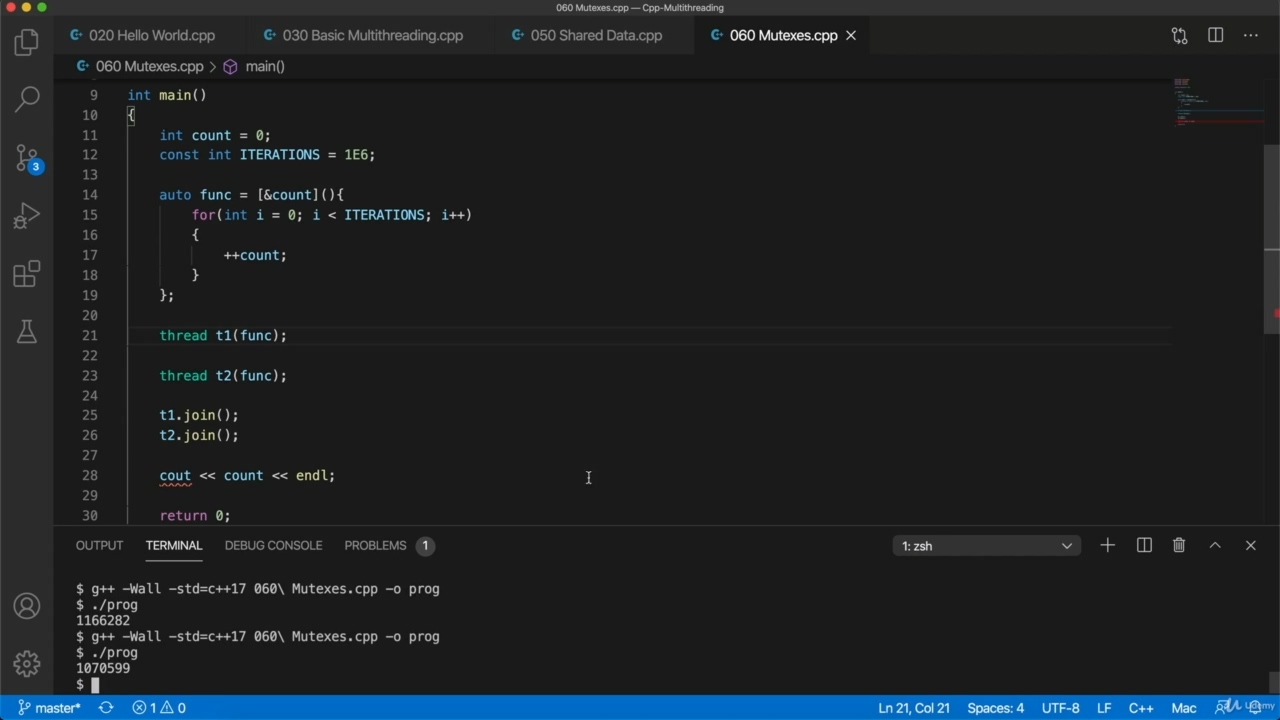 060 Mutexes.cpp — Cpp-Multithreading
020 Hello World.cpp 030 Basic Multithreading.cpp 050 Shared Data.cpp 060 Mutexes.cpp
060 Mutexes.cpp > main()
9 int main()
10 {
11 int count = 0;
12 const int ITERATIONS = 1E6;
13
14 auto func = [&count](){
15 for(int i = 0; i < ITERATIONS; i++)
16 {
17 ++count;
18 }
19 };
20
21 thread t1(func);
22
23 thread t2(func);
24
25 t1.join();
26 t2.join();
27
28 cout << count << endl;
29
30 return 0;
3
OUTPUT TERMINAL DEBUG CONSOLE PROBLEMS 1 1: zsh
$ g++ -Wall -std=c++17 060\ Mutexes.cpp -o prog
$ ./prog
1166282
$ g++ -Wall -std=c++17 060\ Mutexes.cpp -o prog
$ ./prog
1070599
$
master* 1 0 Ln 21, Col 21 Spaces: 4 UTF-8 LF C++ Mac Udemy